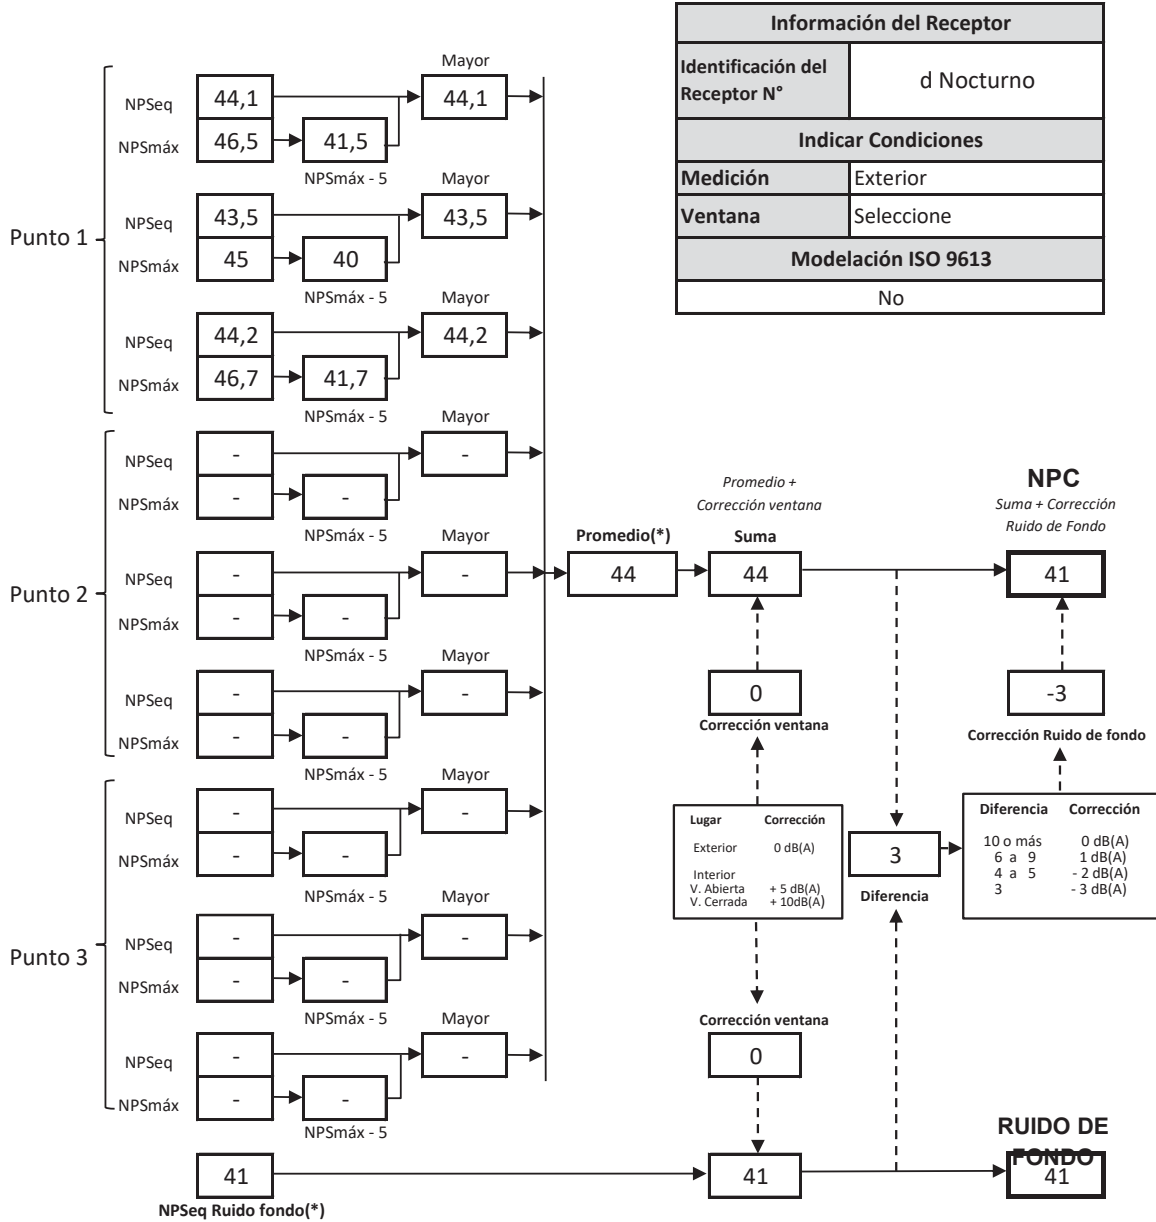 Información del Receptor
Identificación del
Receptor N°
d Nocturno
Indicar Condiciones
Medición Exterior
Ventana Seleccione
Modelación ISO 9613
No
Punto 1
Mayor
NPSeq 44,1 44,1
NPSmáx 46,5 41,5
NPSmáx - 5
Mayor
NPSeq 43,5 43,5
NPSmáx 45 40
NPSmáx - 5
Mayor
NPSeq 44,2 44,2
NPSmáx 46,7 41,7
NPSmáx - 5
Punto 2
Mayor
NPSeq - -
NPSmáx - -
NPSmáx - 5
Mayor
NPSeq - -
NPSmáx - -
NPSmáx - 5
Mayor
NPSeq - -
NPSmáx - -
NPSmáx - 5
Punto 3
Mayor
NPSeq - -
NPSmáx - -
NPSmáx - 5
Mayor
NPSeq - -
NPSmáx - -
NPSmáx - 5
Mayor
NPSeq - -
NPSmáx - -
NPSmáx - 5
Promedio(*)
44
Promedio +
Corrección ventana
Suma
44
NPC
Suma + Corrección
Ruido de Fondo
41
0
Corrección ventana
-3
Corrección Ruido de fondo
Lugar Corrección
Exterior 0 dB(A)
Interior
V. Abierta + 5 dB(A)
V. Cerrada + 10dB(A)
3
Diferencia
Diferencia Corrección
10 o más 0 dB(A)
6 a 9 1 dB(A)
4 a 5 - 2 dB(A)
3 - 3 dB(A)
Corrección ventana
0
41
NPSeq Ruido fondo(*)
41
RUIDO DE
FONDO
41